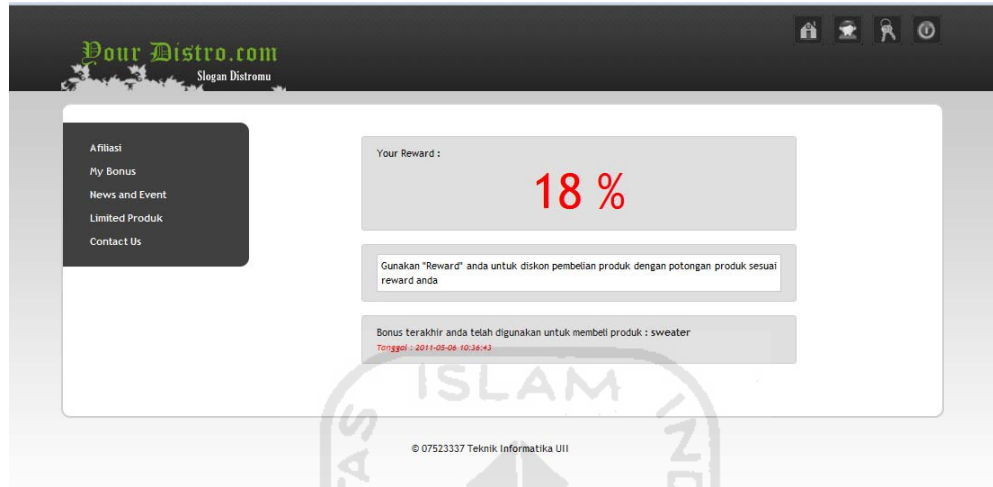 Your Distro.com
Slogan Distromu
Afiliasi
My Bonus
News and Event
Limited Produk
Contact Us
Your Reward :
18 %
Gunakan "Reward" anda untuk diskon pembelian produk dengan potongan produk sesuai
reward anda
Bonus terakhir anda telah digunakan untuk membeli produk : sweater
Tanggal : 2011-05-06 10:36:43
ISLAM
© 07523337 Teknik Informatika UII